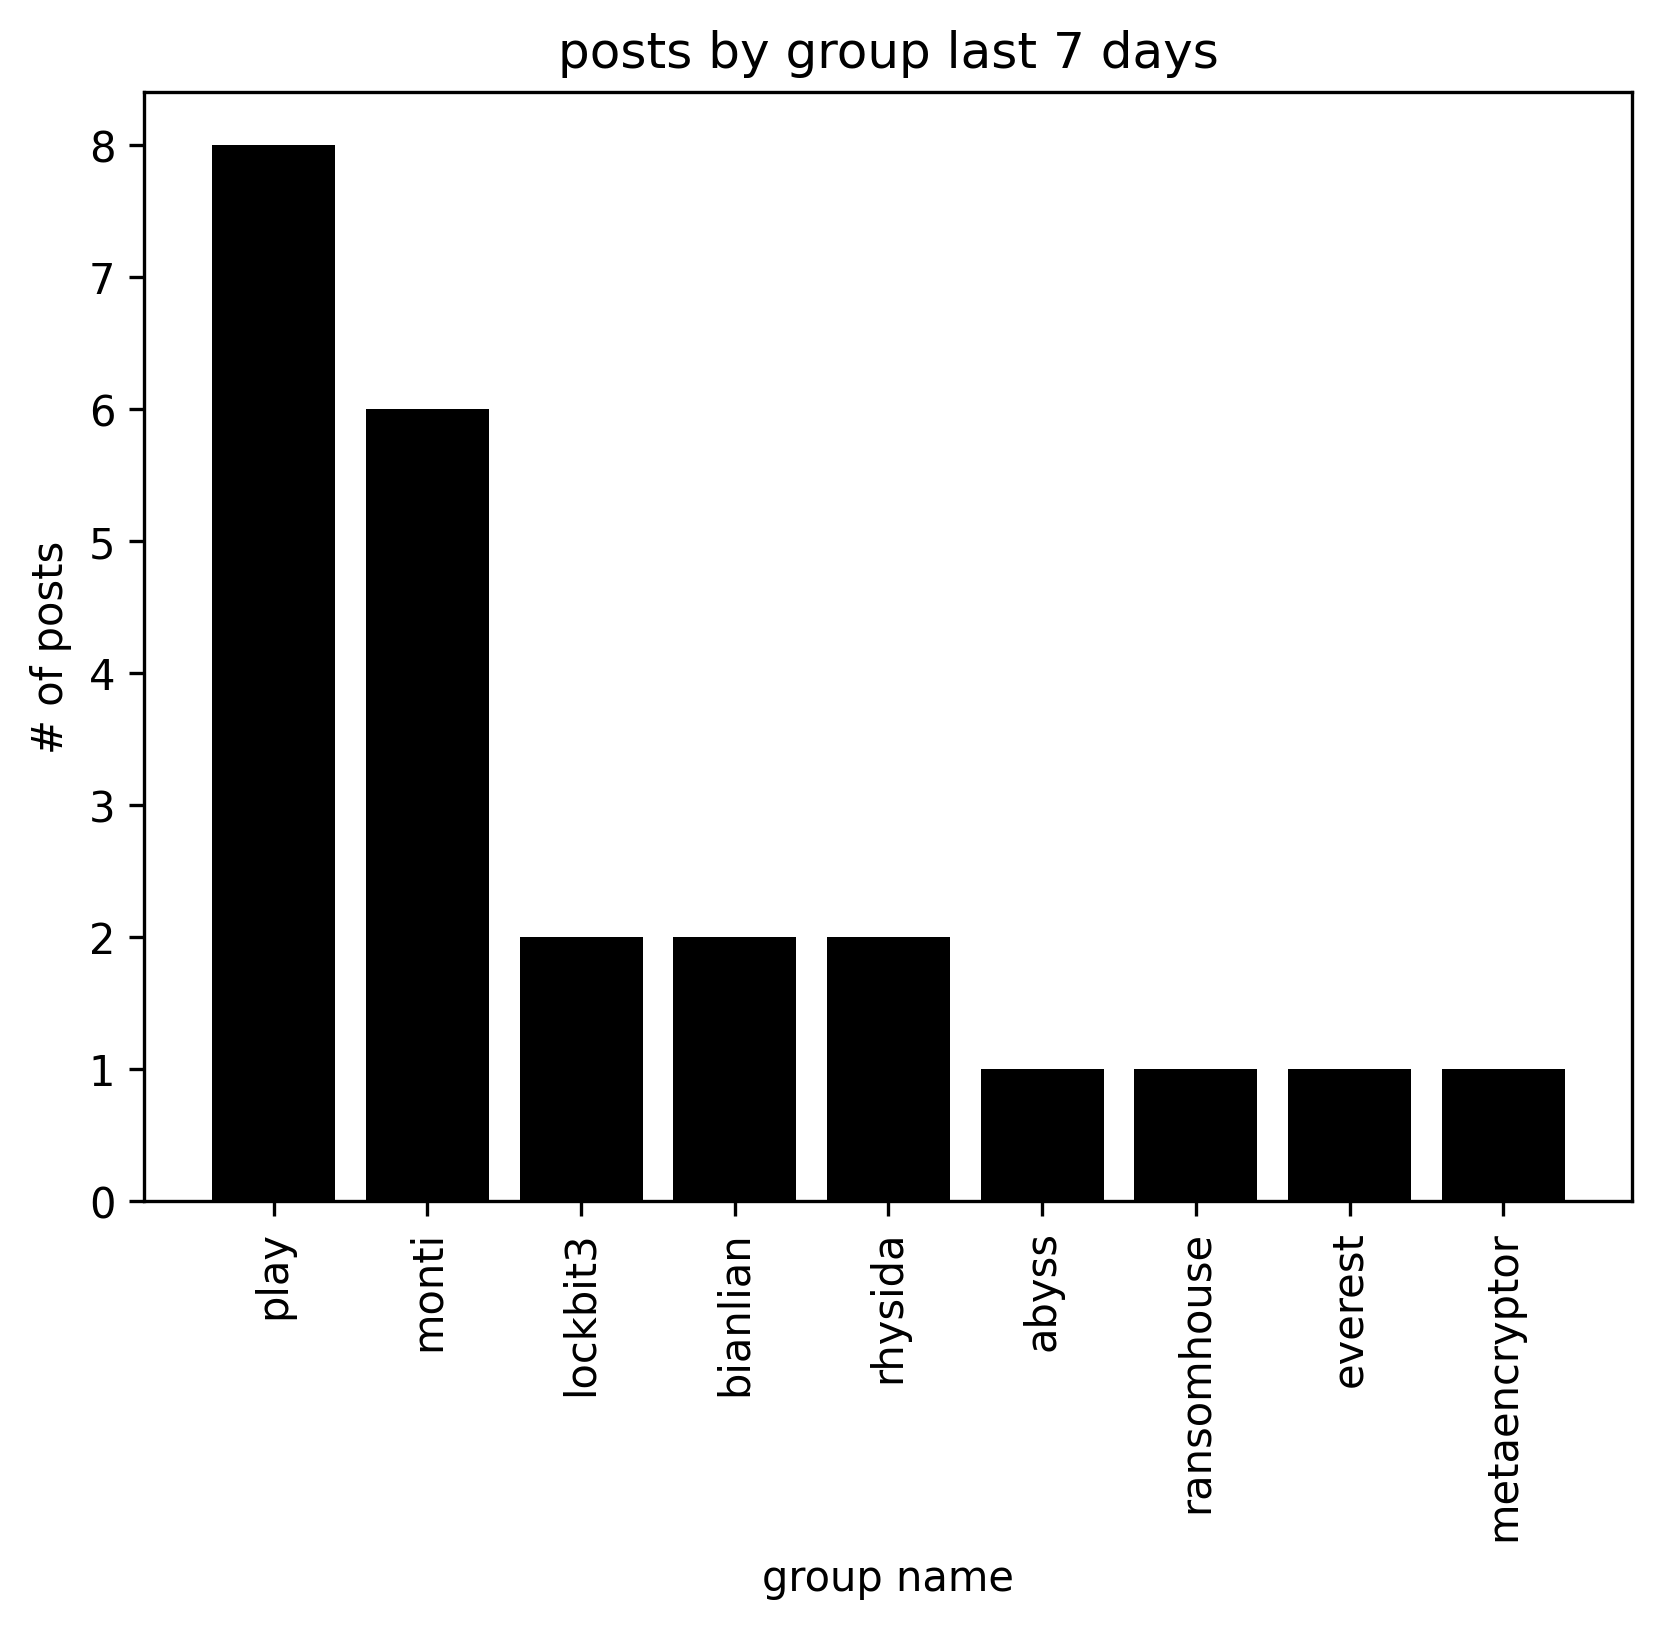 posts by group last 7 days
# of posts
8
7
6
5
4
3
2
1
0
play
monti
lockbit3
bianlian
rhysida
abyss
ransomhouse
everest
metaencryptor
group name